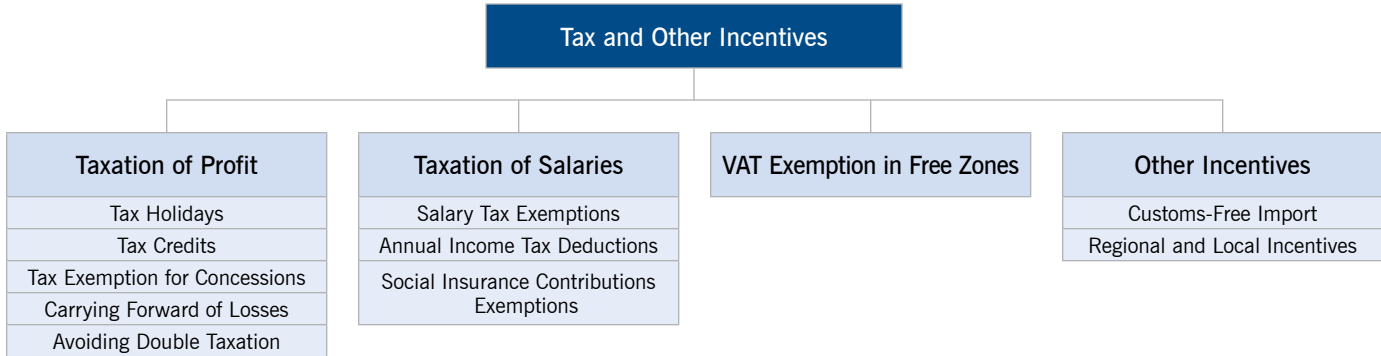 Tax and Other Incentives
Taxation of Profit
Tax Holidays
Tax Credits
Tax Exemption for Concessions
Carrying Forward of Losses
Avoiding Double Taxation
Taxation of Salaries
Salary Tax Exemptions
Annual Income Tax Deductions
Social Insurance Contributions
Exemptions
VAT Exemption in Free Zones
Other Incentives
Customs-Free Import
Regional and Local Incentives